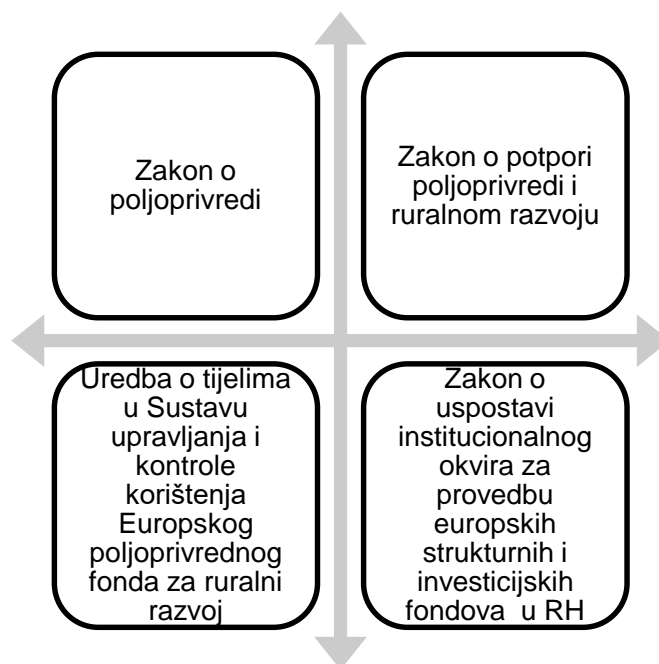 Zakon o
poljoprivredi
Zakon o potpori
poljoprivredi i
ruralnom razvoju
Uredba o tijelima
u Sustavu
upravljanja i
kontrole
korištenja
Europskog
poljoprivrednog
fonda za ruralni
razvoj
Zakon o
uspostavi
institucionalnog
okvira za
provedbu
europskih
strukturnih i
investicijskih
fondova  u RH